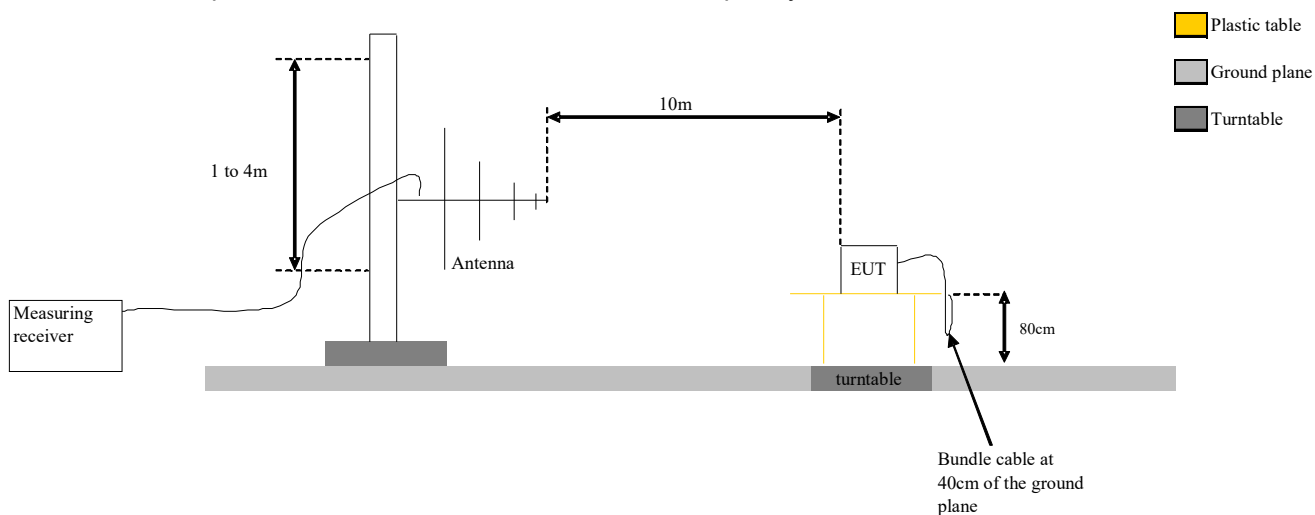 Plastic table
Ground plane
Turntable
10m
1 to 4m
Antenna
EUT
Measuring
receiver
80cm
turntable
Bundle cable at
40cm of the ground
plane